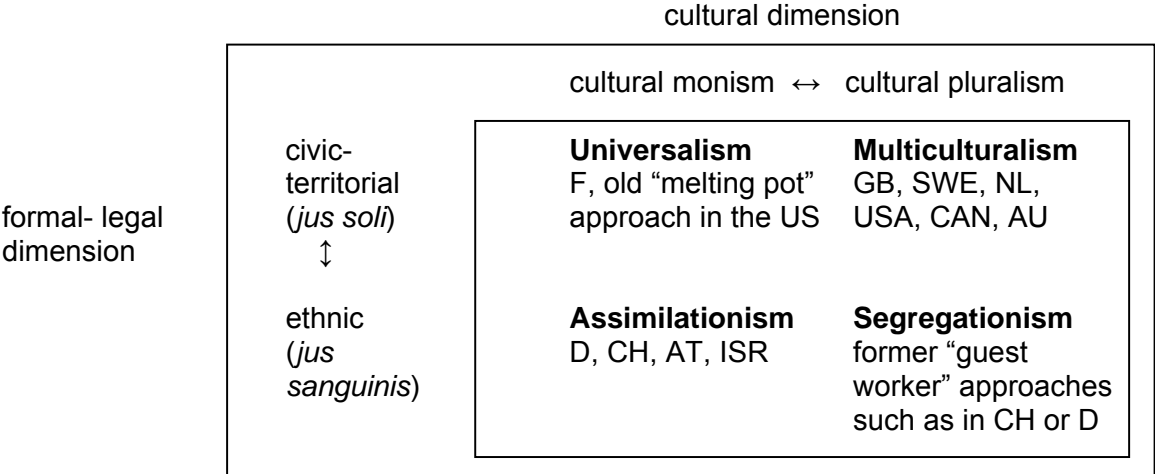 cultural dimension
cultural monism ↔ cultural pluralism
civic-
territorial
(jus soli)
↕
Universalism
F, old “melting pot”
approach in the US
Multiculturalism
GB, SWE, NL,
USA, CAN, AU
formal- legal
dimension
ethnic
(jus
sanguinis)
Assimilationism
D, CH, AT, ISR
Segregationism
former “guest
worker” approaches
such as in CH or D